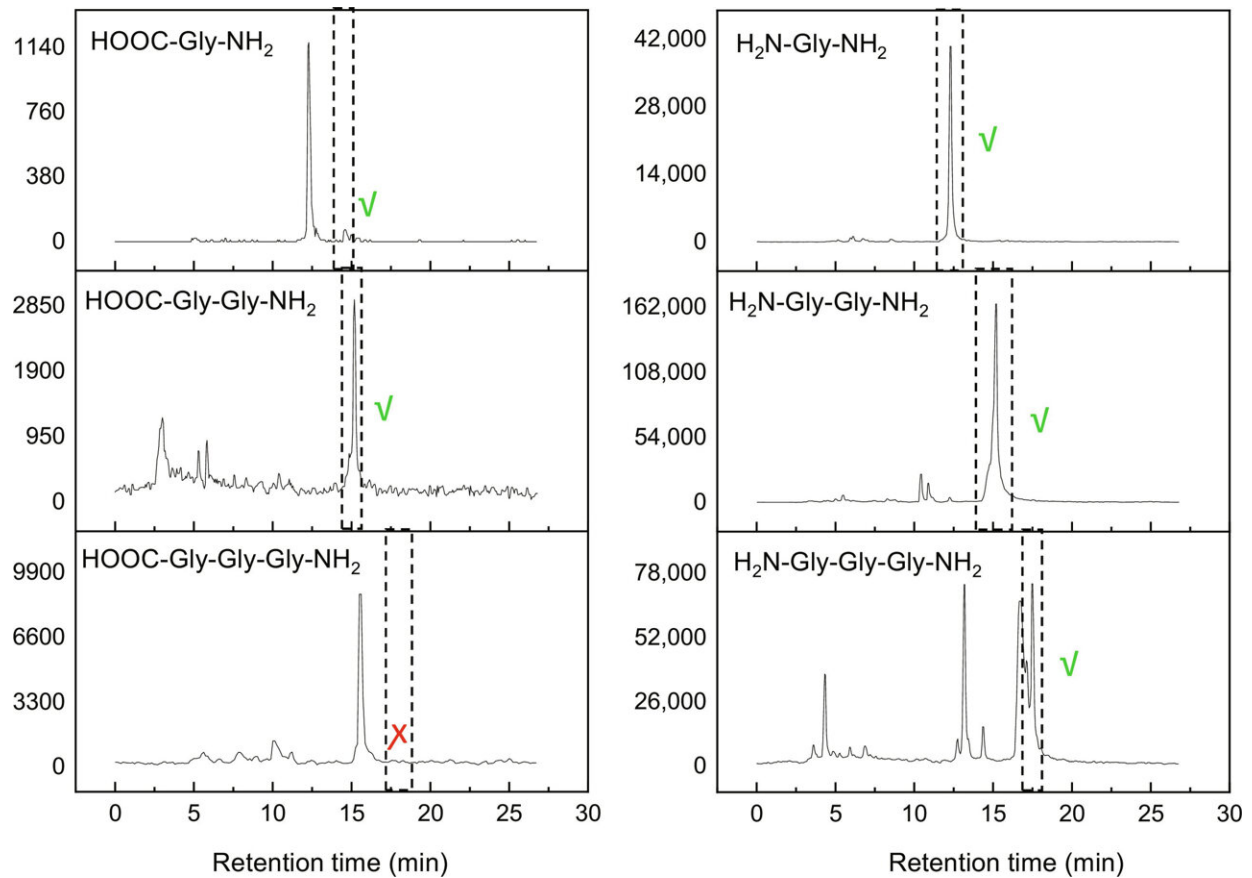 HOOC-Gly-NH₂
1140
760
380
0
√
H₂N-Gly-NH₂
42,000
28,000
14,000
0
√
HOOC-Gly-Gly-NH₂
2850
1900
950
0
√
H₂N-Gly-Gly-NH₂
162,000
108,000
54,000
0
√
HOOC-Gly-Gly-Gly-NH₂
9900
6600
3300
0
X
H₂N-Gly-Gly-Gly-NH₂
78,000
52,000
26,000
0
√
0 5 10 15 20 25 30
Retention time (min)
0 5 10 15 20 25 30
Retention time (min)